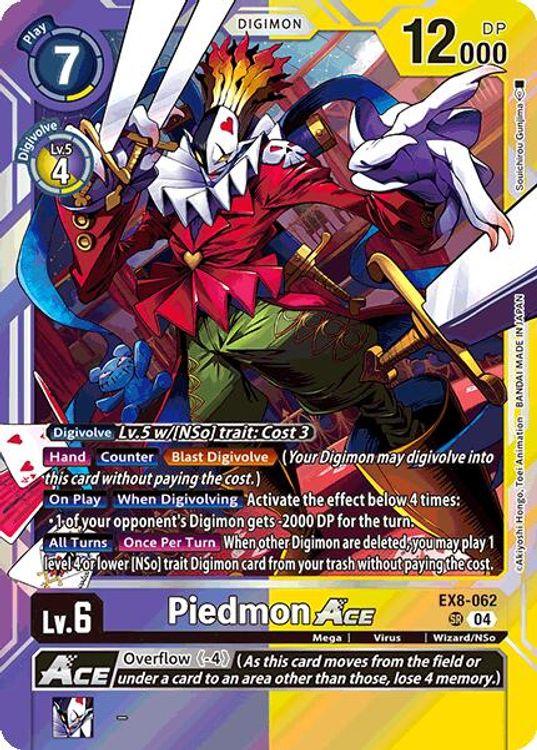 Play
7
DIGIMON
12000
DP
Digivolve
Lv.5
4
Souichirou Gunjima
©Akiyoshi Hongo, Toei Animation BANDAI MADE IN JAPAN
Digivolve Lv.5 w/[NSo] trait: Cost 3
Hand Counter Blast Digivolve (Your Digimon may digivolve into
this card without paying the cost.)
On Play When Digivolving Activate the effect below 4 times:
・1 of your opponent's Digimon gets -2000 DP for the turn.
All Turns Once Per Turn When other Digimon are deleted, you may play 1
level 4 or lower [NSo] trait Digimon card from your trash without paying the cost.
Lv.6
Piedmon ACE
EX8-062
SR 04
Mega | Virus | Wizard/NSo
ACE Overflow《-4》(As this card moves from the field or
under a card to an area other than those, lose 4 memory.)
-